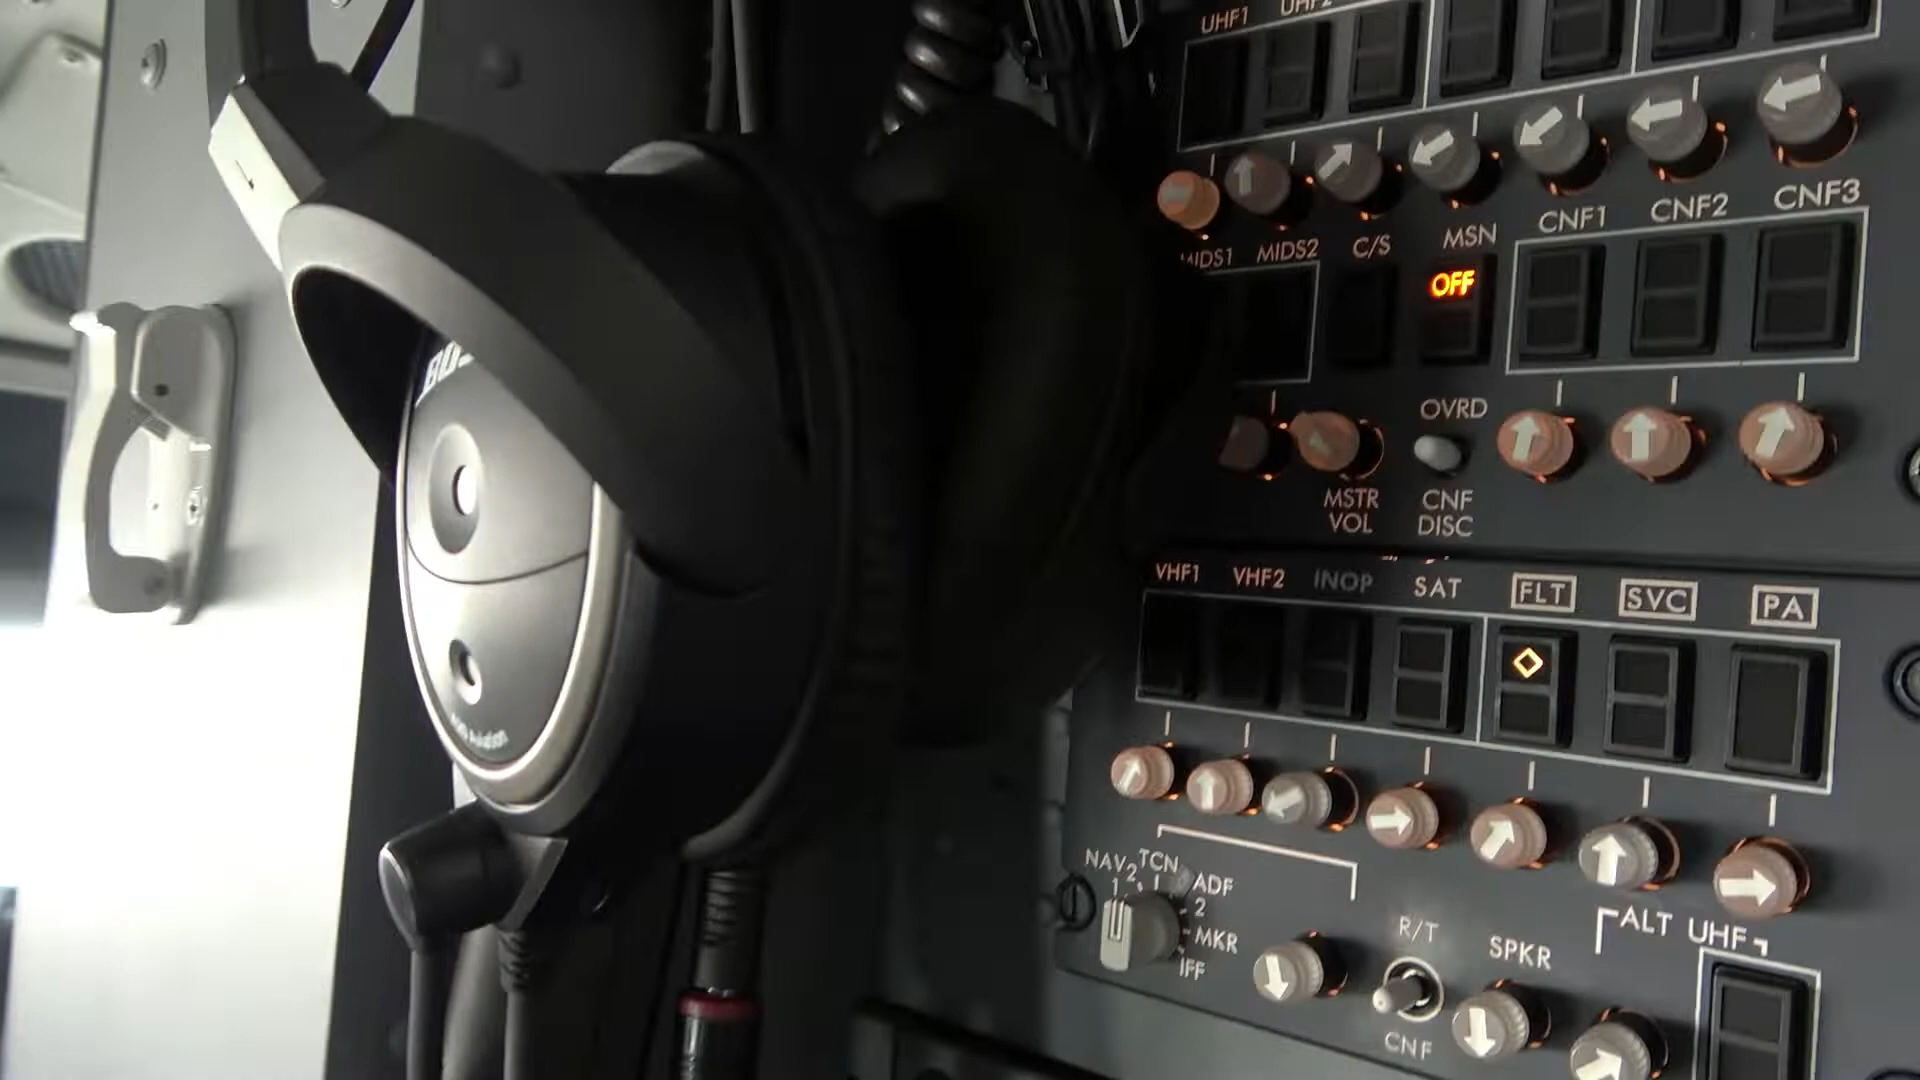 UHF1 UHF2
MIDS1 MIDS2 C/S MSN CNF1 CNF2 CNF3
OFF
OVRD
MSTR VOL
CNF DISC
VHF1 VHF2 INOP SAT FLT SVC PA
NAV 2 TCN
1
ADF
2
MKR
IFF
R/T
CNF
SPKR
ALT UHF